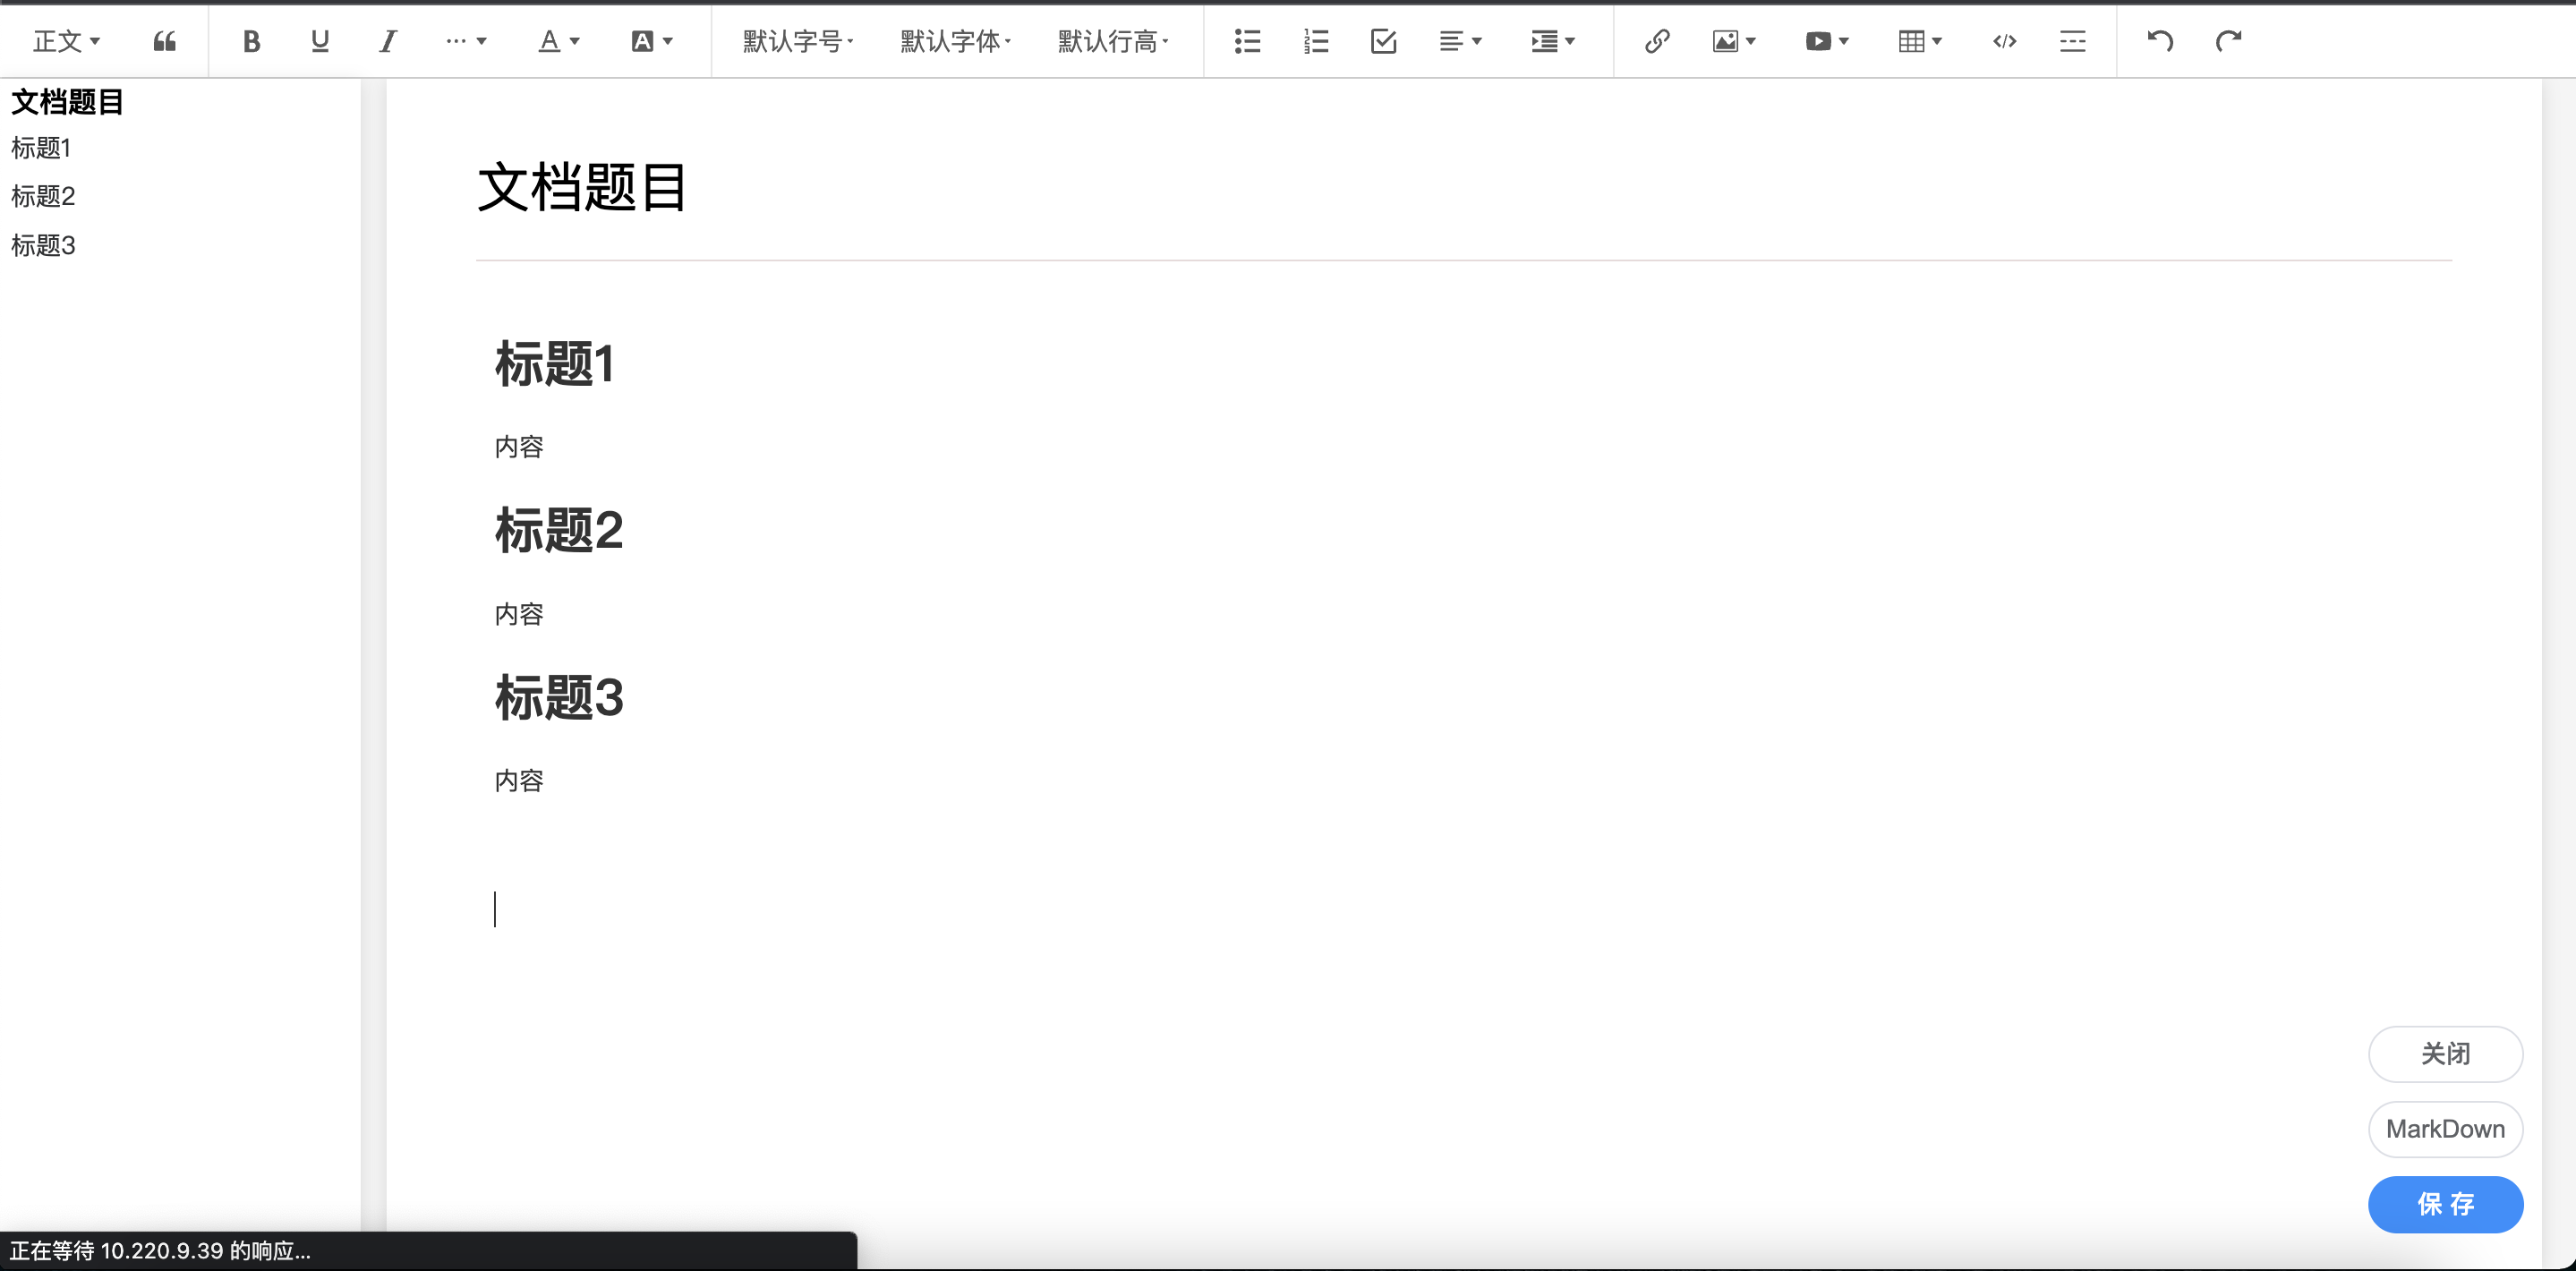 正文 默认字号 默认字体 默认行高
文档题目
标题1
标题2
标题3
文档题目
标题1
内容
标题2
内容
标题3
内容
关闭
MarkDown
保 存
正在等待 10.220.9.39 的响应...